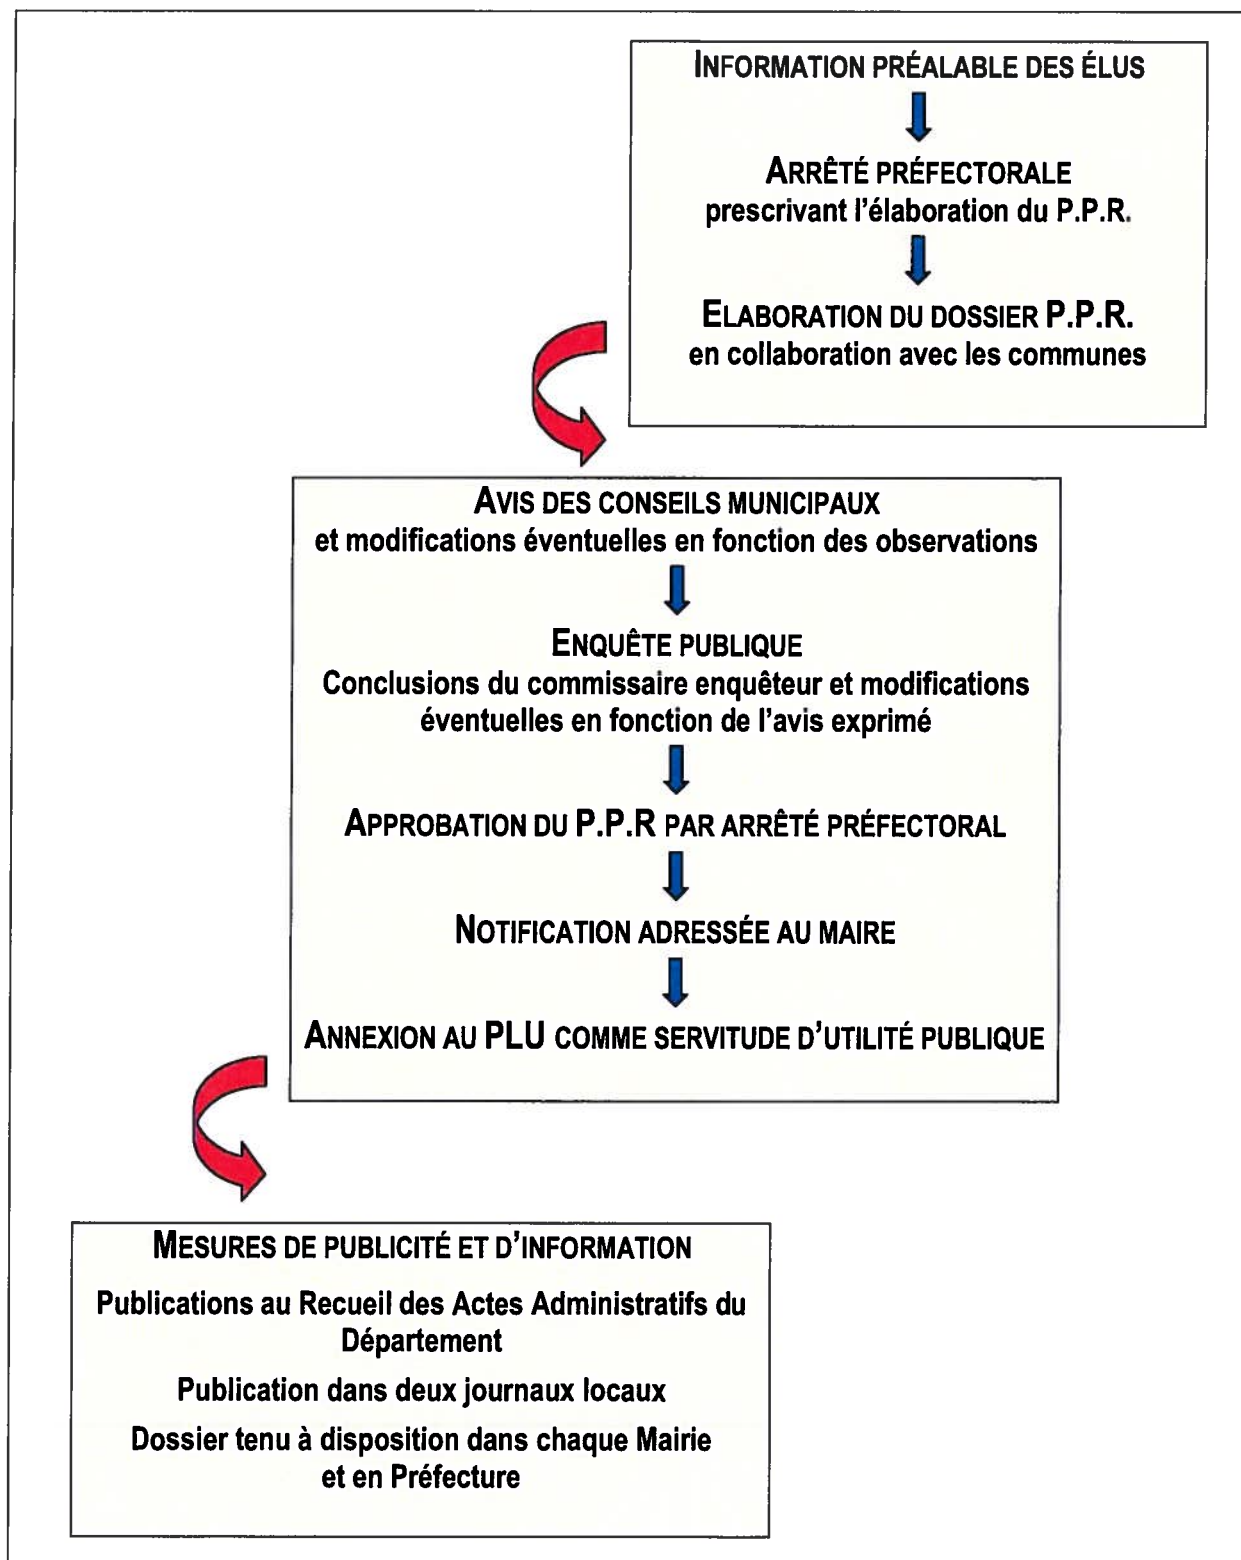 INFORMATION PRÉALABLE DES ÉLUS
ARRÊTÉ PRÉFECTORALE
prescrivant l'élaboration du P.P.R.
ELABORATION DU DOSSIER P.P.R.
en collaboration avec les communes
AVIS DES CONSEILS MUNICIPAUX
et modifications éventuelles en fonction des observations
ENQUÊTE PUBLIQUE
Conclusions du commissaire enquêteur et modifications
éventuelles en fonction de l'avis exprimé
APPROBATION DU P.P.R PAR ARRÊTÉ PRÉFECTORAL
NOTIFICATION ADRESSÉE AU MAIRE
ANNEXION AU PLU COMME SERVITUDE D'UTILITÉ PUBLIQUE
MESURES DE PUBLICITÉ ET D'INFORMATION
Publications au Recueil des Actes Administratifs du
Département
Publication dans deux journaux locaux
Dossier tenu à disposition dans chaque Mairie
et en Préfecture